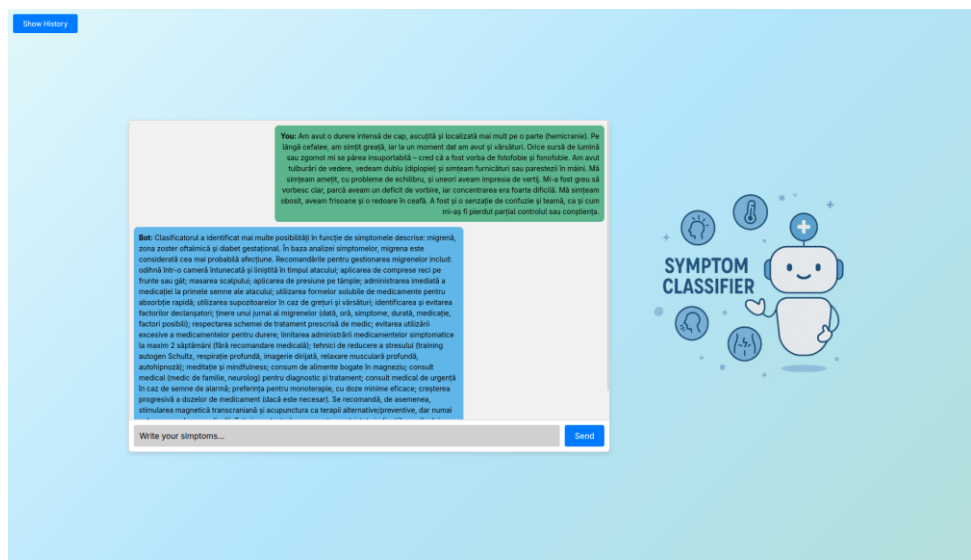 Show History
You: Am avut o durere intensă de cap, ascuțită și localizată mai mult pe o parte (hemicranie). Pe
lângă cefalee, am simțit greață, iar la un moment dat am avut și vărsături. Orice sursă de lumină
sau zgomot mi se părea insuportabilă – cred că a fost vorba de fotofobie și fonofobie. Am avut
tulburări de vedere, vedeam dublu (diplopie) și simțeam furnicături sau parestezii în mâini. Mă
simțeam amețit, cu probleme de echilibru, și uneori aveam impresia de vertij. Mi-a fost greu să
vorbesc clar, parcă aveam un deficit de vorbire, iar concentrarea era foarte dificilă. Mă simțeam
obosit, aveam frisoane și o redoare în ceafă. A fost și o senzație de confuzie și teamă, ca și cum
mi-aș fi pierdut parțial controlul sau conștiența.
Bot: Clasificatorul a identificat mai multe posibilități în funcție de simptomele descrise: migrenă,
zona zoster oftalmică și diabet gestațional. În baza analizei simptomelor, migrena este
considerată cea mai probabilă afecțiune. Recomandările pentru gestionarea migrenelor includ:
odihnă într-o cameră întunecată și liniștită în timpul atacului; aplicarea de comprese reci pe
frunte sau gât; masarea scalpului; aplicarea de presiune pe tâmple; administrarea imediată a
medicației la primele semne ale atacului; utilizarea formelor solubile de medicamente pentru
absorbție rapidă; utilizarea supozitoarelor în caz de grețuri și vărsături; identificarea și evitarea
factorilor declanșatori; ținere unui jurnal al migrenelor (dată, oră, simptome, durată, medicație,
factori posibili); respectarea schemei de tratament prescrisă de medic; evitarea utilizării
excesive a medicamentelor pentru durere; limitarea administrării medicamentelor simptomatice
la maxim 2 săptămâni (fără recomandare medicală); tehnici de reducere a stresului (training
autogen Schultz, respirație profundă, imagerie dirijată, relaxare musculară profundă,
autohipnoză); meditație și mindfulness; consum de alimente bogate în magneziu; consult
medical (medic de familie, neurolog) pentru diagnostic și tratament; consult medical de urgență
în caz de semne de alarmă; preferința pentru monoterapie, cu doze minime eficace; creșterea
progresivă a dozelor de medicament (dacă este necesar). Se recomandă, de asemenea,
stimularea magnetică transcraniană și acupunctura ca terapii alternative/preventive, dar numai
Write your simptoms...
Send
SYMPTOM
CLASSIFIER